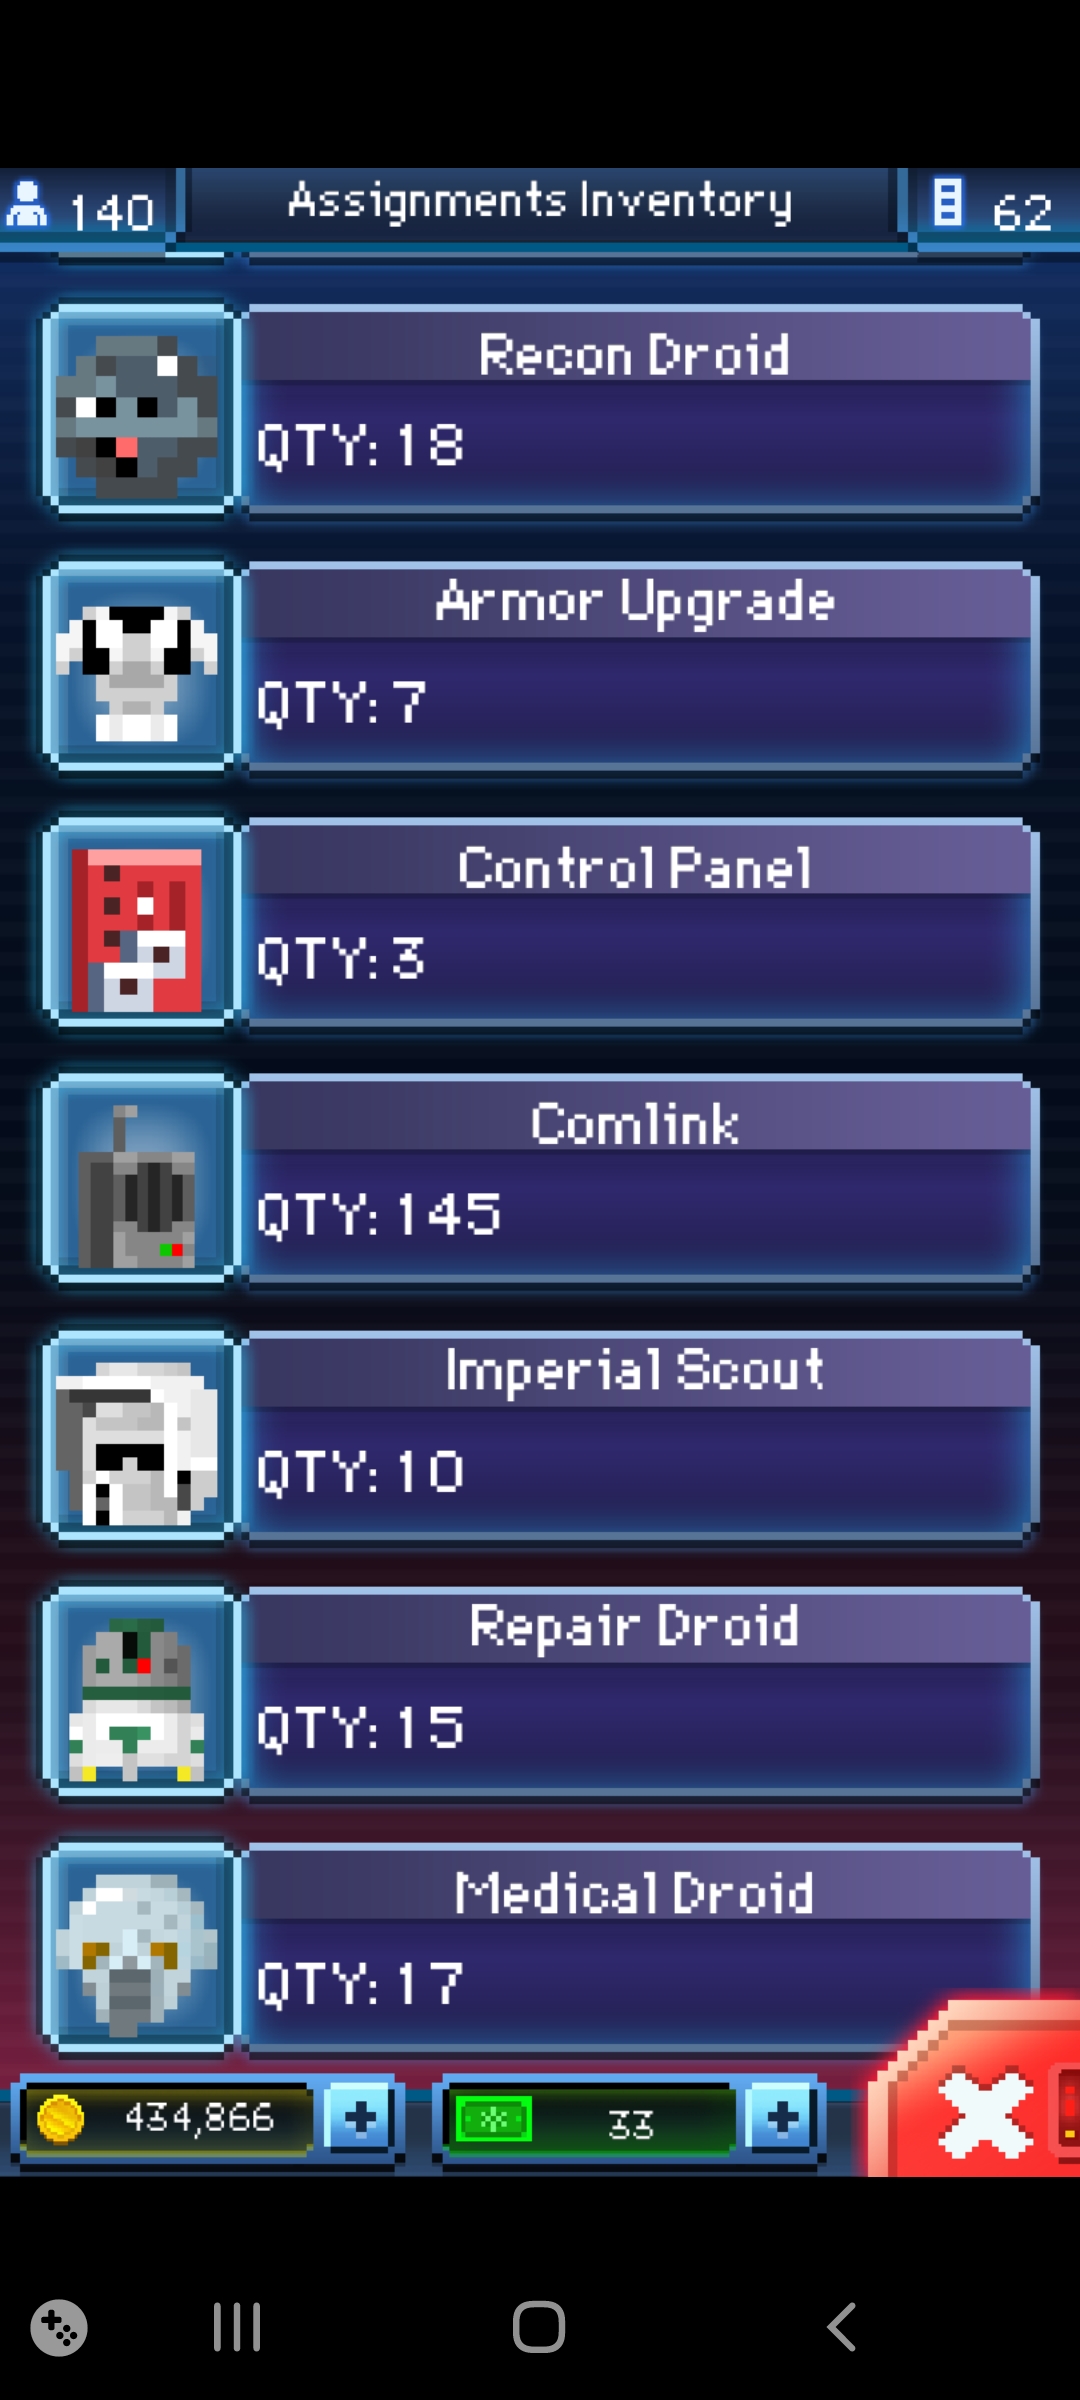 140
Assignments Inventory
62
Recon Droid
QTY: 18
Armor Upgrade
QTY: 7
Control Panel
QTY: 3
Comlink
QTY: 145
Imperial Scout
QTY: 10
Repair Droid
QTY: 15
Medical Droid
QTY: 17
434,866
33